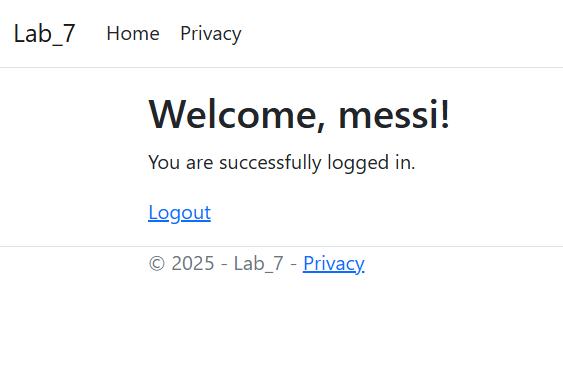 Lab_7 Home Privacy
Welcome, messi!
You are successfully logged in.
Logout
© 2025 - Lab_7 - Privacy